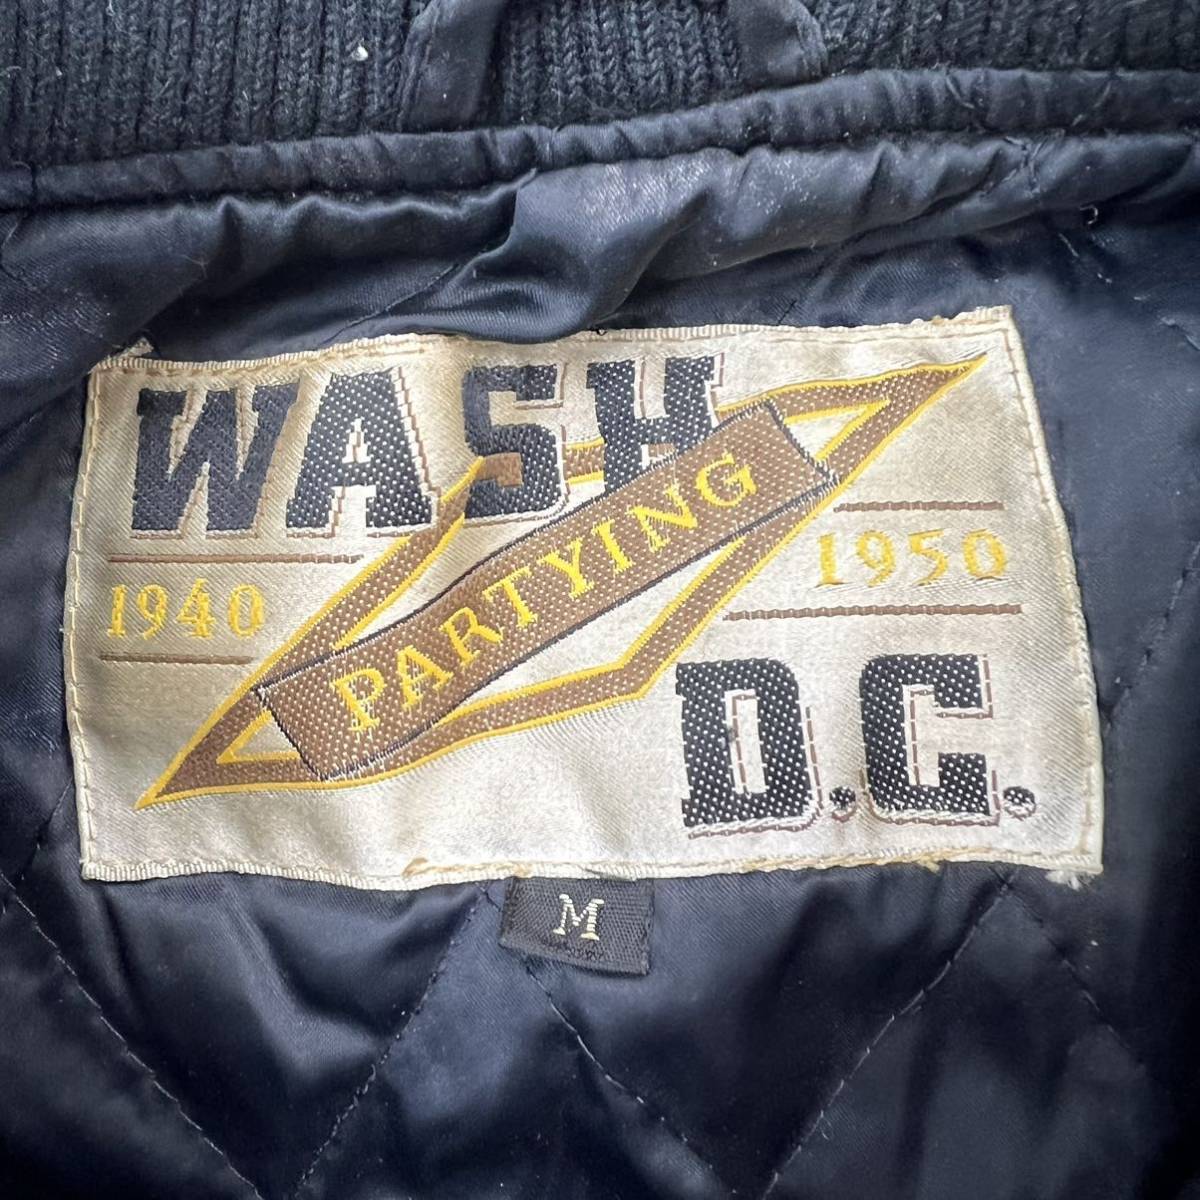 WASH
PARTYING
1940
1950
D.C.
M